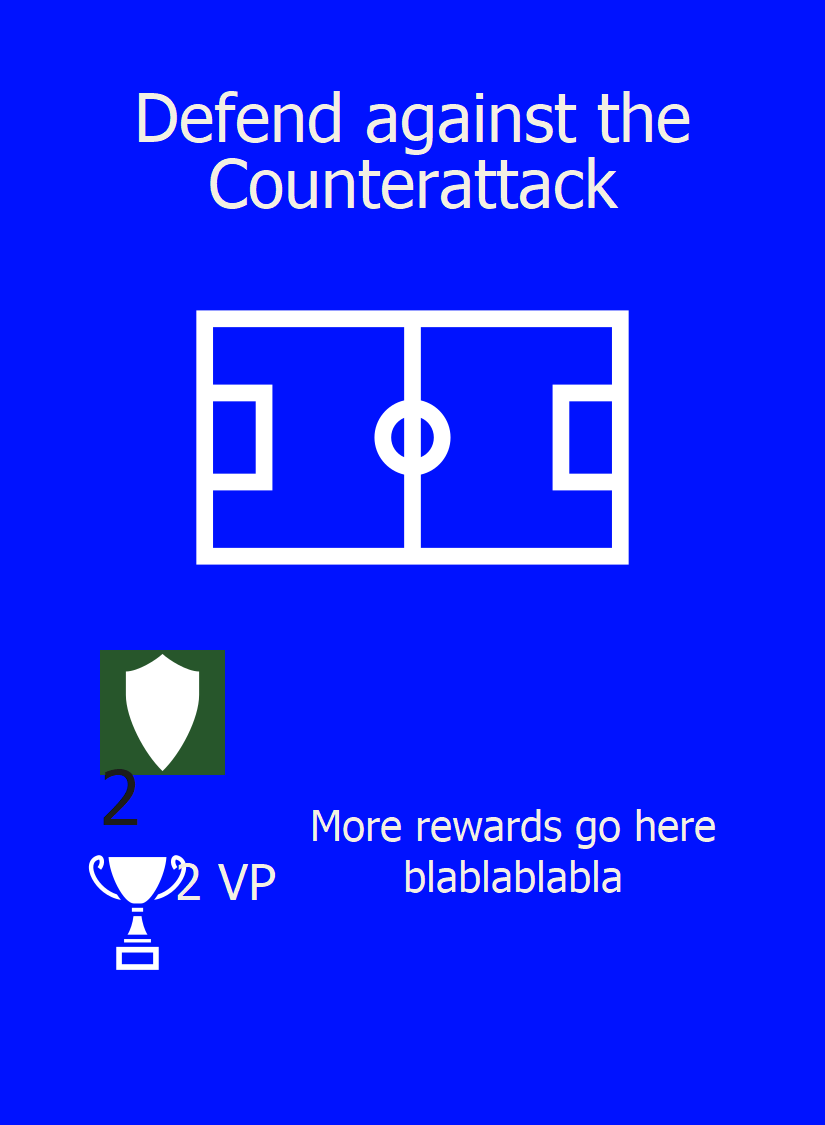 Defend against the
Counterattack
2
2 VP
More rewards go here
blablablabla